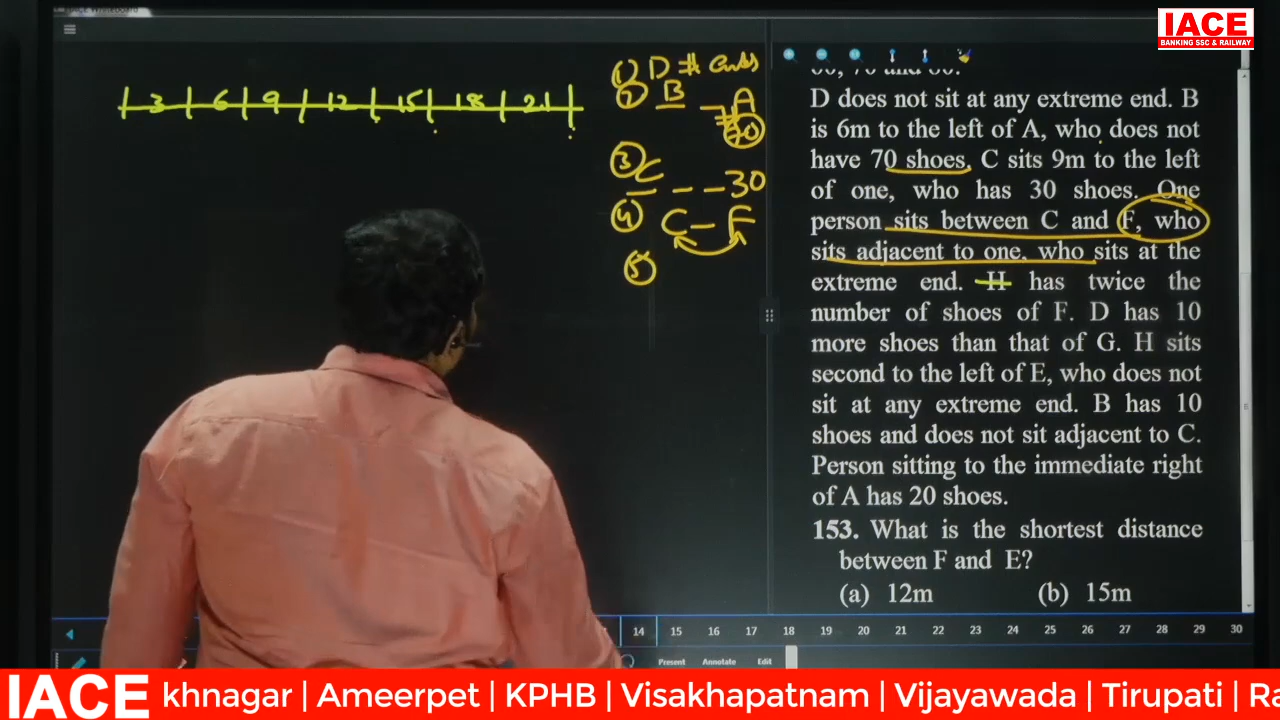 IACE
BANKING SSC & RAILWAY
3 6 9 12 15 18 21
① D # ends
② B _ A
# 70
③ C _ _ 30
④ C _ F
⑤
D does not sit at any extreme end. B
is 6m to the left of A, who does not
have 70 shoes. C sits 9m to the left
of one, who has 30 shoes. One
person sits between C and F, who
sits adjacent to one, who sits at the
extreme end. H has twice the
number of shoes of F. D has 10
more shoes than that of G. H sits
second to the left of E, who does not
sit at any extreme end. B has 10
shoes and does not sit adjacent to C.
Person sitting to the immediate right
of A has 20 shoes.
153. What is the shortest distance
between F and E?
(a) 12m (b) 15m
14 15 16 17 18 19 20 21 22 23 24 25 26 27 28 29 30
Present Annotate Edit
IACE khnagar | Ameerpet | KPHB | Visakhapatnam | Vijayawada | Tirupati | Ra